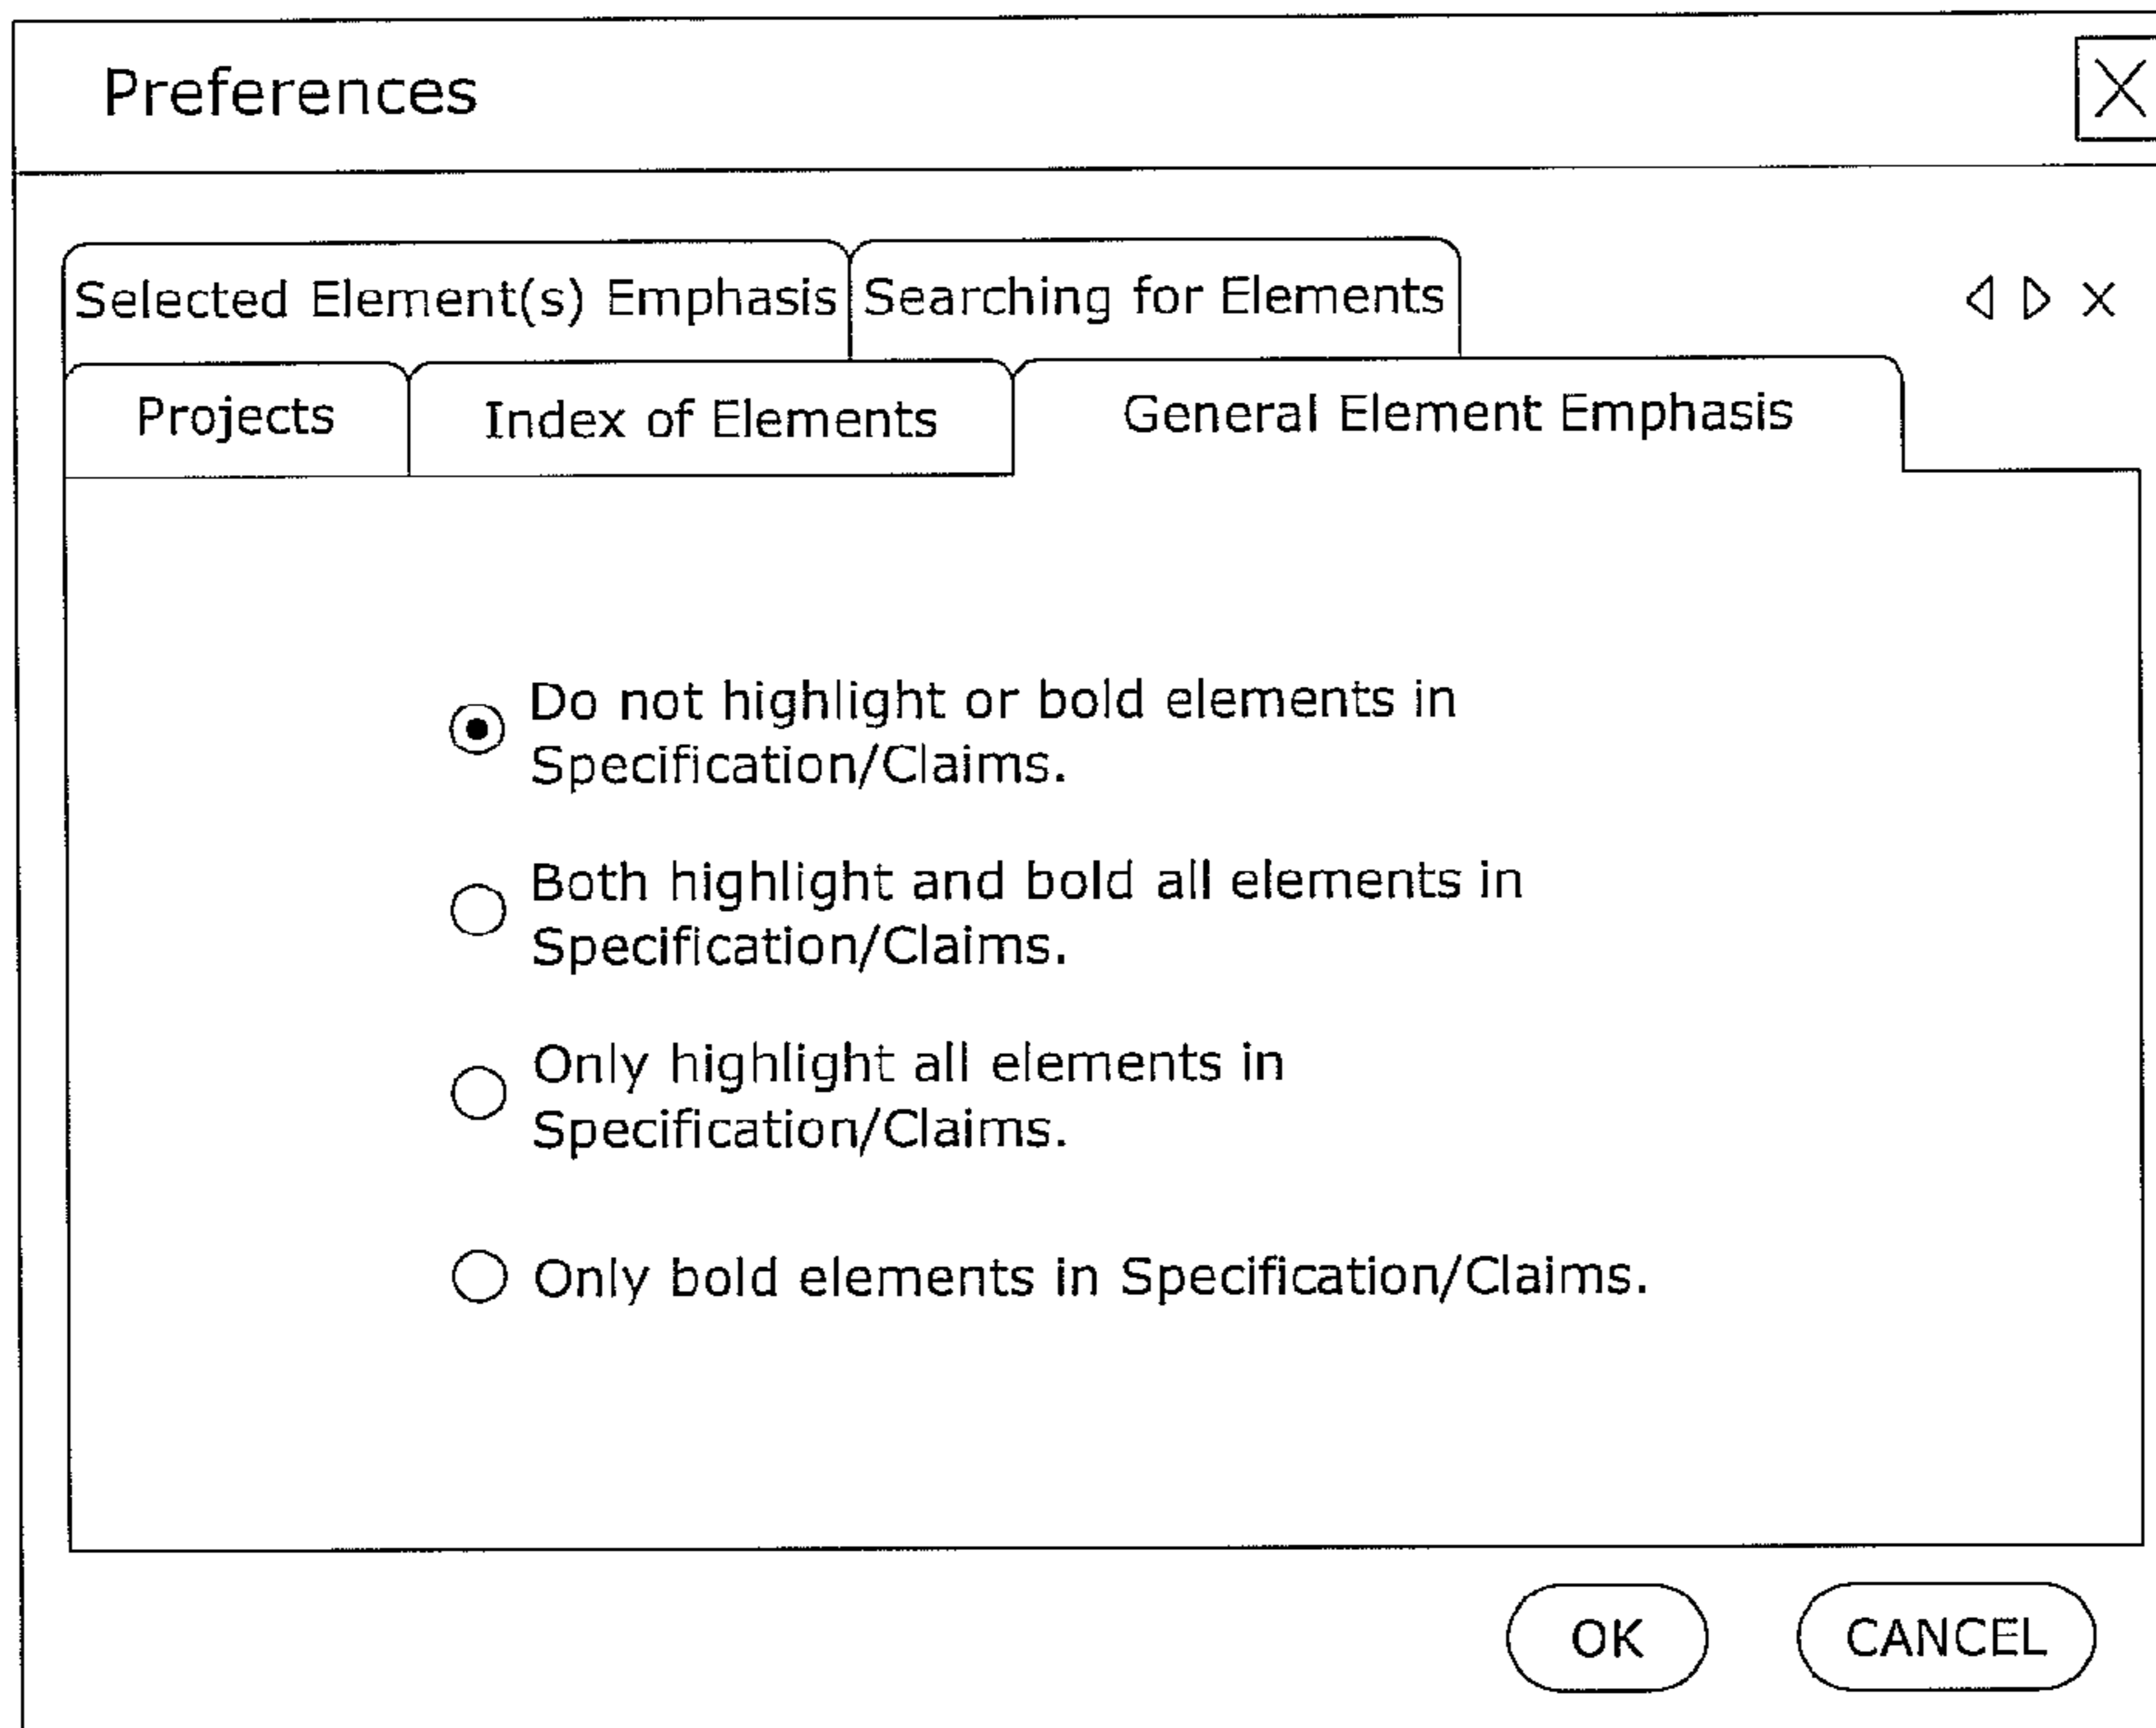 Preferences
Selected Element(s) Emphasis
Searching for Elements
Projects
Index of Elements
General Element Emphasis
Do not highlight or bold elements in
Specification/Claims.
Both highlight and bold all elements in
Specification/Claims.
Only highlight all elements in
Specification/Claims.
Only bold elements in Specification/Claims.
OK
CANCEL